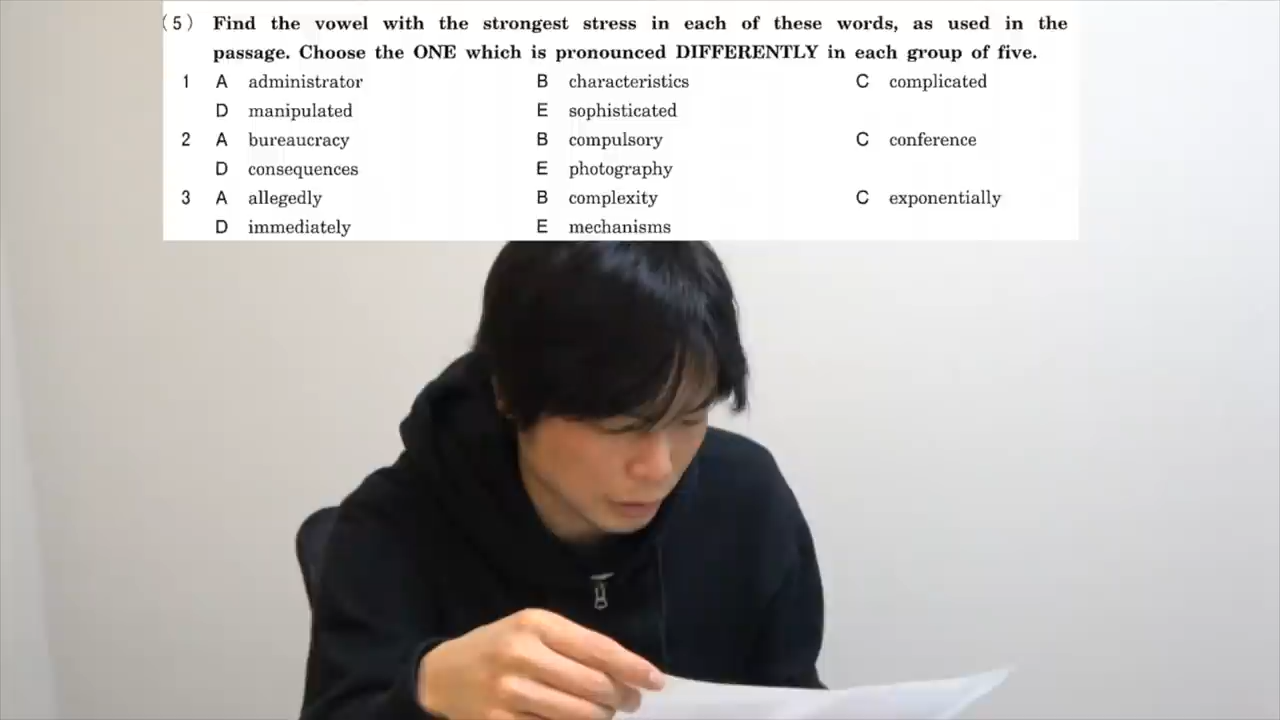 (5) Find the vowel with the strongest stress in each of these words, as used in the
passage. Choose the ONE which is pronounced DIFFERENTLY in each group of five.
1 A administrator B characteristics C complicated
D manipulated E sophisticated
2 A bureaucracy B compulsory C conference
D consequences E photography
3 A allegedly B complexity C exponentially
D immediately E mechanisms